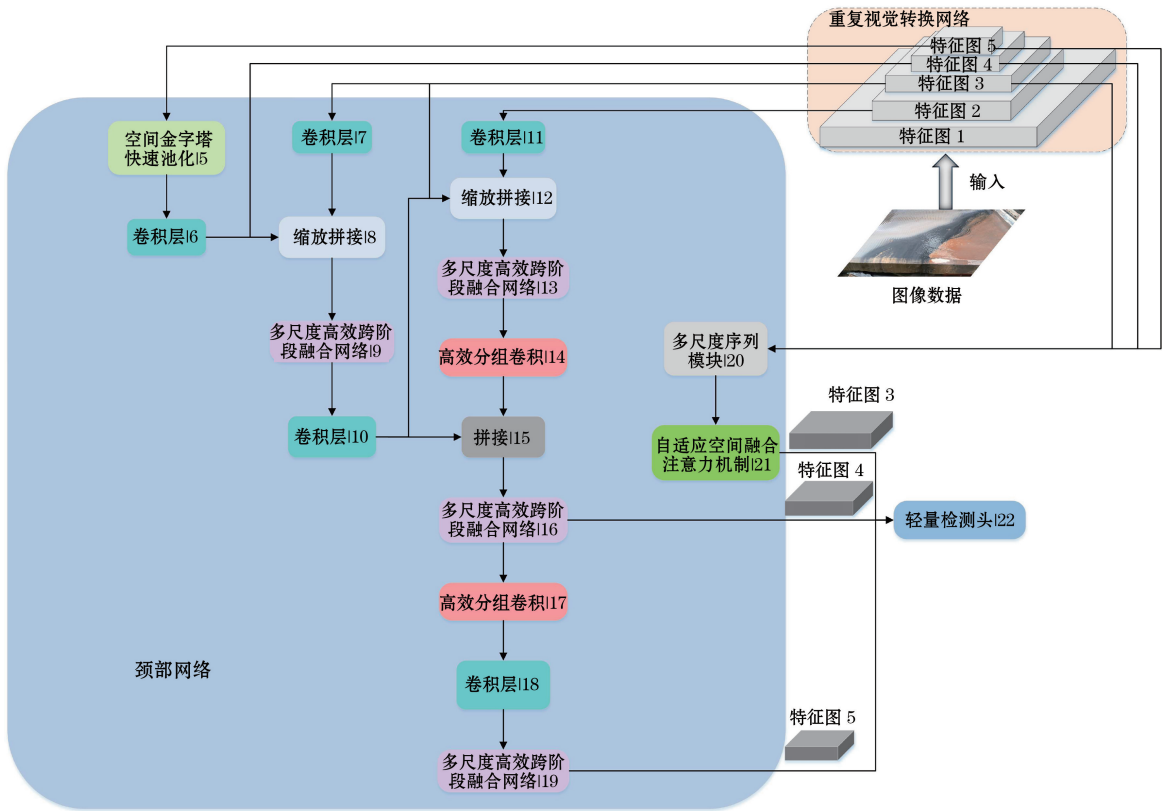 重复视觉转换网络
特征图 5
特征图 4
特征图 3
特征图 2
特征图 1
输入
图像数据
空间金字塔
快速池化|5
卷积层|7
卷积层|11
卷积层|6
缩放拼接|8
缩放拼接|12
多尺度高效跨阶
段融合网络|13
多尺度高效跨阶
段融合网络|9
高效分组卷积|14
多尺度序列
模块|20
卷积层|10
拼接|15
自适应空间融合
注意力机制|21
特征图 3
特征图 4
多尺度高效跨阶
段融合网络|16
轻量检测头|22
高效分组卷积|17
颈部网络
卷积层|18
特征图 5
多尺度高效跨阶
段融合网络|19